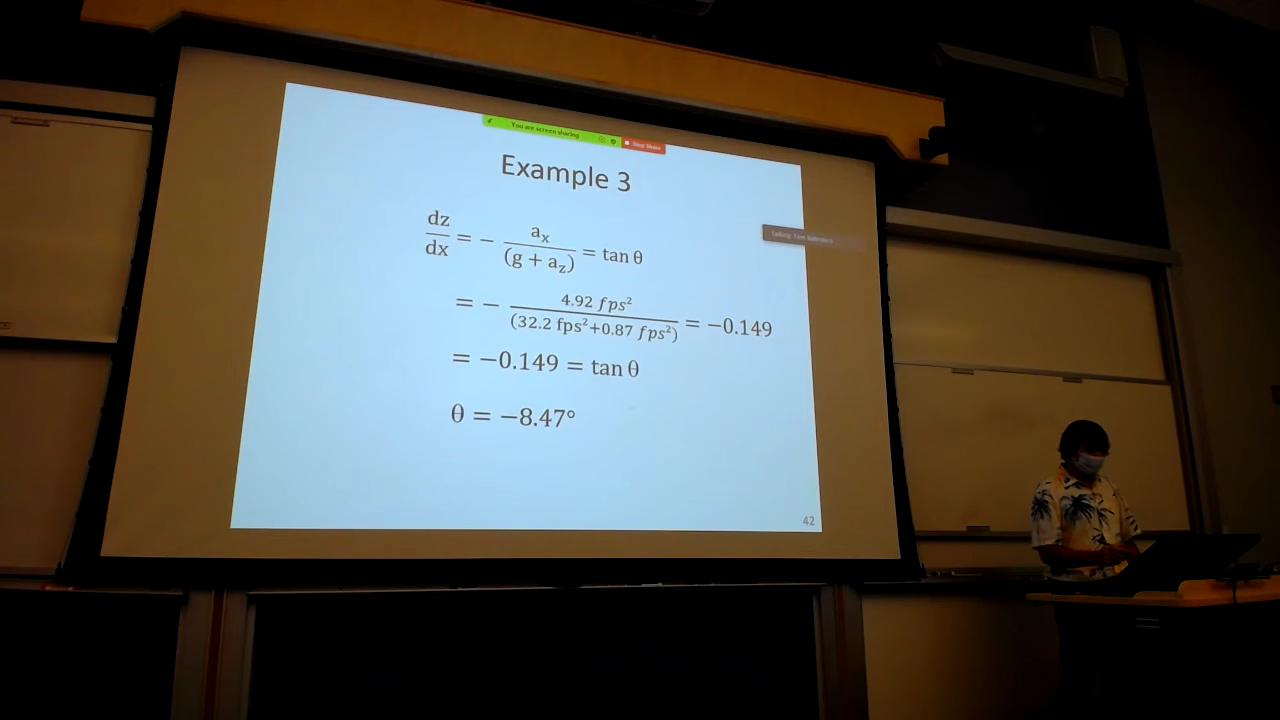 You are screen sharing
Stop Share
Example 3
dz/dx = − a_x/(g + a_z) = tan θ
= − 4.92 fps²/(32.2 fps²+0.87 fps²) = −0.149
= −0.149 = tan θ
θ = −8.47°
42